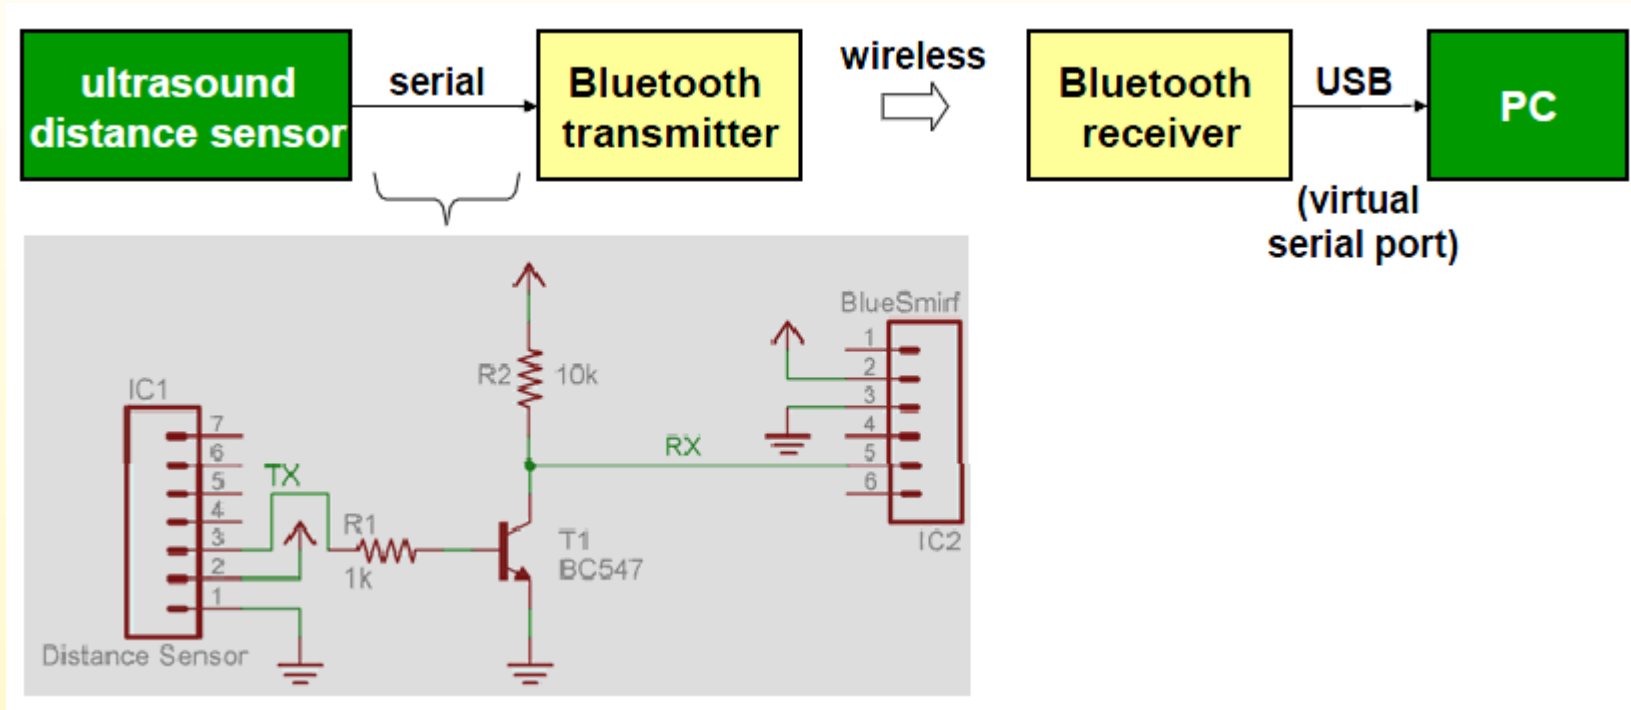 ultrasound
distance sensor
serial
Bluetooth
transmitter
wireless
Bluetooth
receiver
USB
PC
(virtual
serial port)
IC1
7
6
5
4
3
2
1
Distance Sensor
TX
R1
1k
R2
10k
T1
BC547
RX
BlueSmirf
1
2
3
4
5
6
IC2